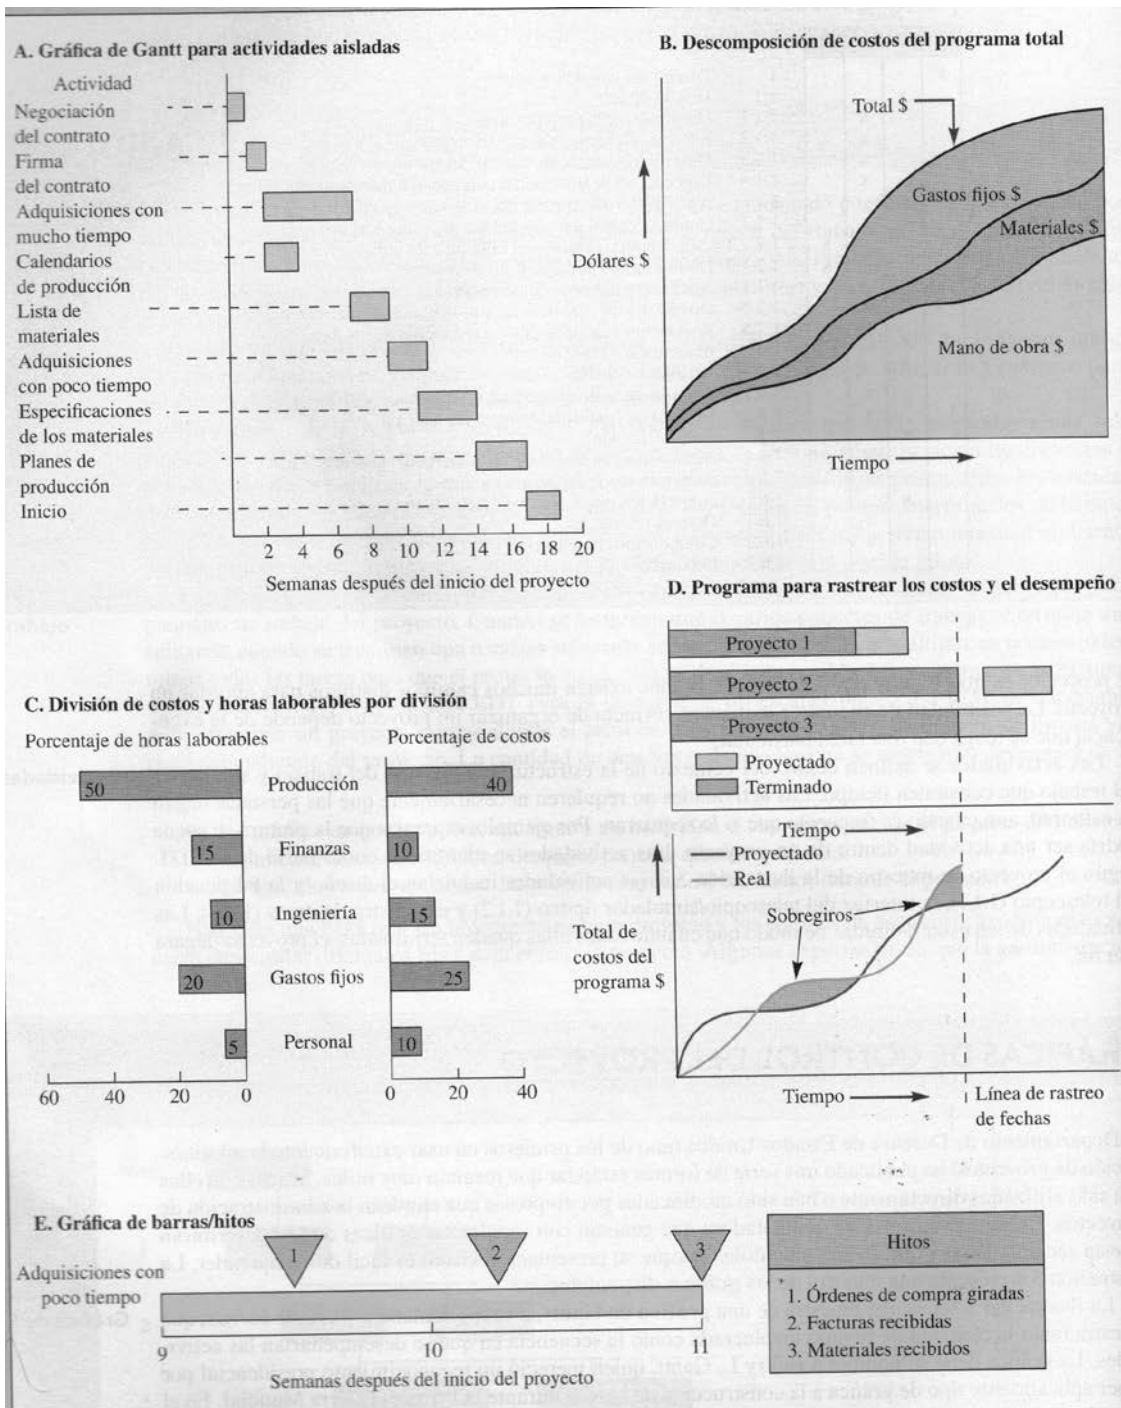 A. Gráfica de Gantt para actividades aisladas
Actividad
Negociación
del contrato
Firma
del contrato
Adquisiciones con
mucho tiempo
Calendarios
de producción
Lista de
materiales
Adquisiciones
con poco tiempo
Especificaciones
de los materiales
Planes de
producción
Inicio
2 4 6 8 10 12 14 16 18 20
Semanas después del inicio del proyecto
B. Descomposición de costos del programa total
Total $
Gastos fijos $
Materiales $
Dólares $
Mano de obra $
Tiempo
C. División de costos y horas laborables por división
Porcentaje de horas laborables
Porcentaje de costos
50 Producción 40
15 Finanzas 10
10 Ingeniería 15
20 Gastos fijos 25
5 Personal 10
60 40 20 0
0 20 40
D. Programa para rastrear los costos y el desempeño
Proyecto 1
Proyecto 2
Proyecto 3
Proyectado
Terminado
Tiempo
Proyectado
Real
Sobregiros
Total de
costos del
programa $
Tiempo
Línea de rastreo
de fechas
E. Gráfica de barras/hitos
1 2 3
Adquisiciones con
poco tiempo
9 10 11
Semanas después del inicio del proyecto
Hitos
1. Órdenes de compra giradas
2. Facturas recibidas
3. Materiales recibidos